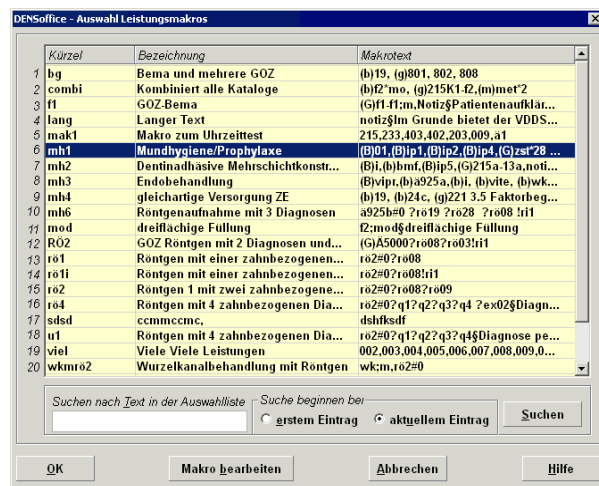 DENSoffice - Auswahl Leistungsmakros
Kürzel Bezeichnung Makrotext
1 bg Bema und mehrere GOZ (b)19, (g)801, 802, 808
2 combi Kombiniert alle Kataloge (b)f2*mo, (g)215K1-f2,(m)met*2
3 f1 GOZ-Bema (G)f1-f1;m,Notiz§Patientenaufklär...
4 lang Langer Text notiz§Im Grunde bietet der VDDS...
5 mak1 Makro zum Uhrzeittest 215,233,403,402,203,009,ä1
6 mh1 Mundhygiene/Prophylaxe (B)01,(B)ip1,(B)ip2,(B)ip4,(G)zst*28 ...
7 mh2 Dentinadhäsive Mehrschichtkonstr... (B)i,(b)bmf,(B)ip5,(G)215a-13a,noti...
8 mh3 Endobehandlung (B)vipr,(b)ä925a,(b)i, (b)vite, (b)wk...
9 mh4 gleichartige Versorgung ZE (b)19, (b)24c, (g)221 3.5 Faktorbeg...
10 mh6 Röntgenaufnahme mit 3 Diagnosen ä925b#0 ?rö19 ?rö28 ?rö08 !ri1
11 mod dreiflächige Füllung f2;mod§dreiflächige Füllung
12 RÖ2 GOZ Röntgen mit 2 Diagnosen und... (G)Ä5000?rö08?rö03!ri1
13 rö1 Röntgen mit einer zahnbezogenen... rö2#0?rö08
14 rö1i Röntgen mit einer zahnbezogenen... rö2#0?rö08!ri1
15 rö2 Röntgen 1 mit zwei zahnbezogene... rö2#0?rö08?rö09
16 rö4 Röntgen mit 4 zahnbezogenen Dia... rö2#0?q1?q2?q3?q4 ?ex02§Diagn...
17 sdsd ccmmccmc, dshfksdf
18 u1 Röntgen mit 4 zahnbezogenen Dia... rö2#0?q1?q2?q3?q4§Diagnose pe...
19 viel Viele Viele Leistungen 002,003,004,005,006,007,008,009,0...
20 wkmrö2 Wurzelkanalbehandlung mit Röntgen wk;m,rö2#0
Suchen nach Text in der Auswahlliste Suche beginnen bei
erstem Eintrag aktuellem Eintrag Suchen
OK Makro bearbeiten Abbrechen Hilfe